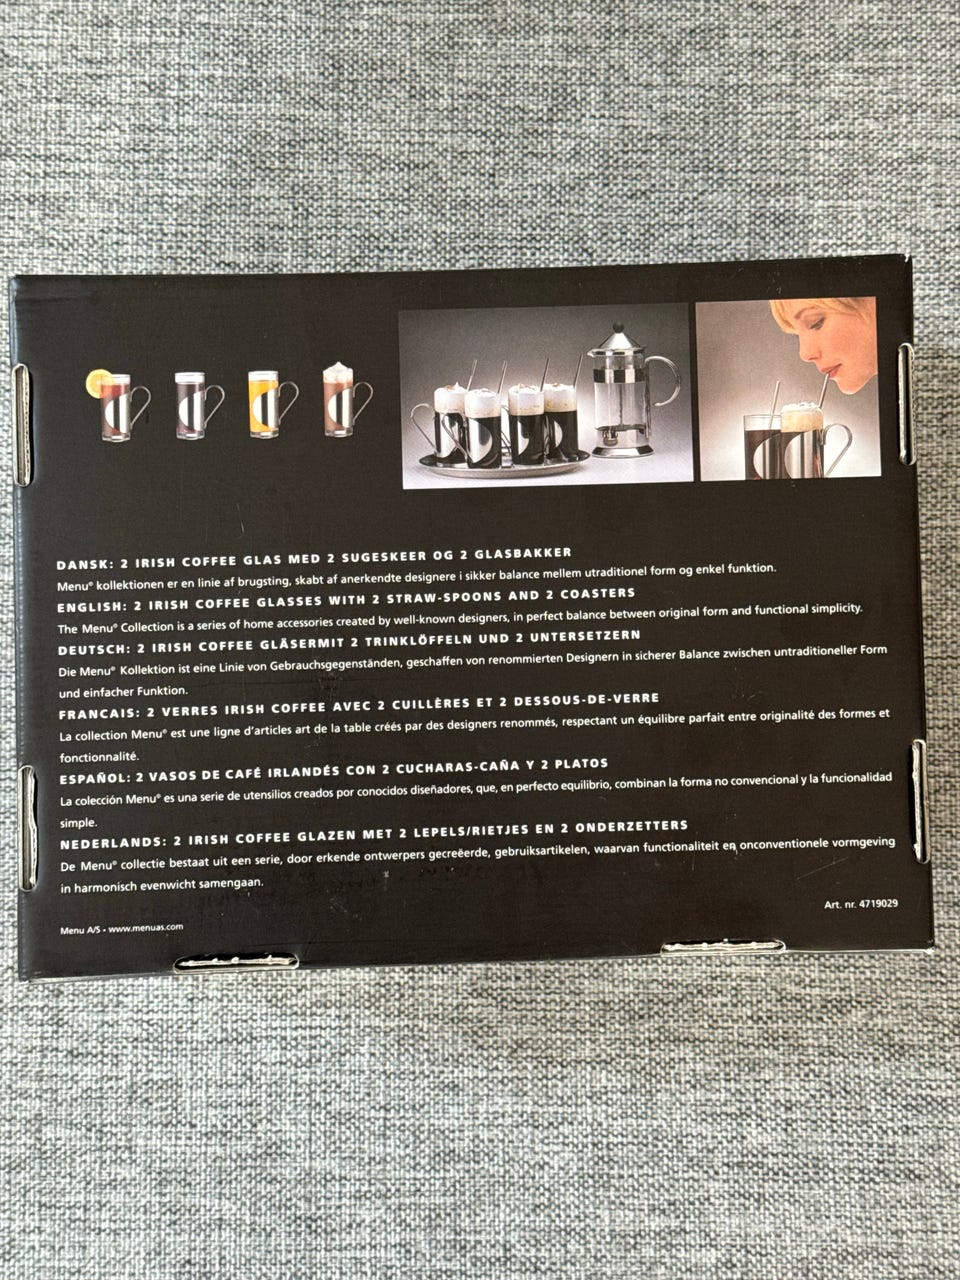 DANSK: 2 IRISH COFFEE GLAS MED 2 SUGESKEER OG 2 GLASBAKKER
Menu® kollektionen er en linie af brugsting, skabt af anerkendte designere i sikker balance mellem utraditionel form og enkel funktion.
ENGLISH: 2 IRISH COFFEE GLASSES WITH 2 STRAW-SPOONS AND 2 COASTERS
The Menu® Collection is a series of home accessories created by well-known designers, in perfect balance between original form and functional simplicity.
DEUTSCH: 2 IRISH COFFEE GLÄSERMIT 2 TRINKLÖFFELN UND 2 UNTERSETZERN
Die Menu® Kollektion ist eine Linie von Gebrauchsgegenständen, geschaffen von renommierten Designern in sicherer Balance zwischen untraditioneller Form
und einfacher Funktion.
FRANCAIS: 2 VERRES IRISH COFFEE AVEC 2 CUILLÈRES ET 2 DESSOUS-DE-VERRE
La collection Menu® est une ligne d'articles art de la table créés par des designers renommés, respectant un équilibre parfait entre originalité des formes et
fonctionnalité.
ESPAÑOL: 2 VASOS DE CAFÉ IRLANDÉS CON 2 CUCHARAS-CAÑA Y 2 PLATOS
La colección Menu® es una serie de utensilios creados por conocidos diseñadores, que, en perfecto equilibrio, combinan la forma no convencional y la funcionalidad
simple.
NEDERLANDS: 2 IRISH COFFEE GLAZEN MET 2 LEPELS/RIETJES EN 2 ONDERZETTERS
De Menu® collectie bestaat uit een serie, door erkende ontwerpers gecreëerde, gebruiksartikelen, waarvan functionaliteit en onconventionele vormgeving
in harmonisch evenwicht samengaan.
Art. nr. 4719029
Menu A/S • www.menuas.com